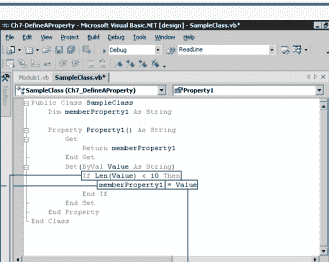 Ch7-DefineAProperty - Microsoft Visual Basic.NET [design] - SampleClass.vb*
File Edit View Project Build Debug Tools Window Help
Debug ReadLine
Module1.vb SampleClass.vb*
SampleClass (Ch7-DefineAProperty) Property1
Public Class SampleClass
Dim memberProperty1 As String
Property Property1() As String
Get
Return memberProperty1
End Get
Set(ByVal Value As String)
If Len(Value) < 10 Then
memberProperty1 = Value
End If
End Set
End Property
End Class